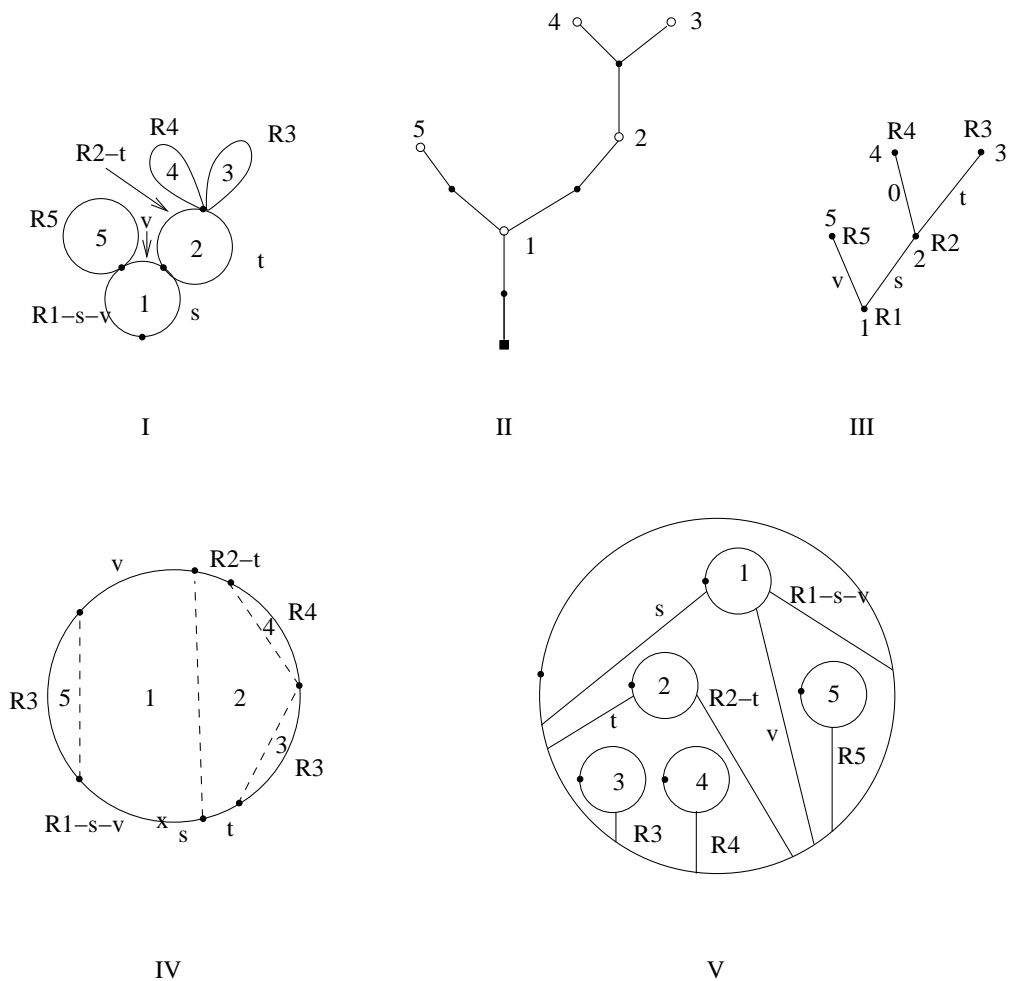 4 3
R4 R3
R2–t
4 3
5
2
R4 R3
4 3
0 t
R5 v
5 2
t
5
R5
R2
2
v s
1
R1–s–v s
1
1 R1
I II III
v R2–t
R4
4
R3 5 1 2
3
R3
R1–s–v x s t
1
s R1–s–v
2 R2–t 5
t v
R5
3 4
R3 R4
IV V